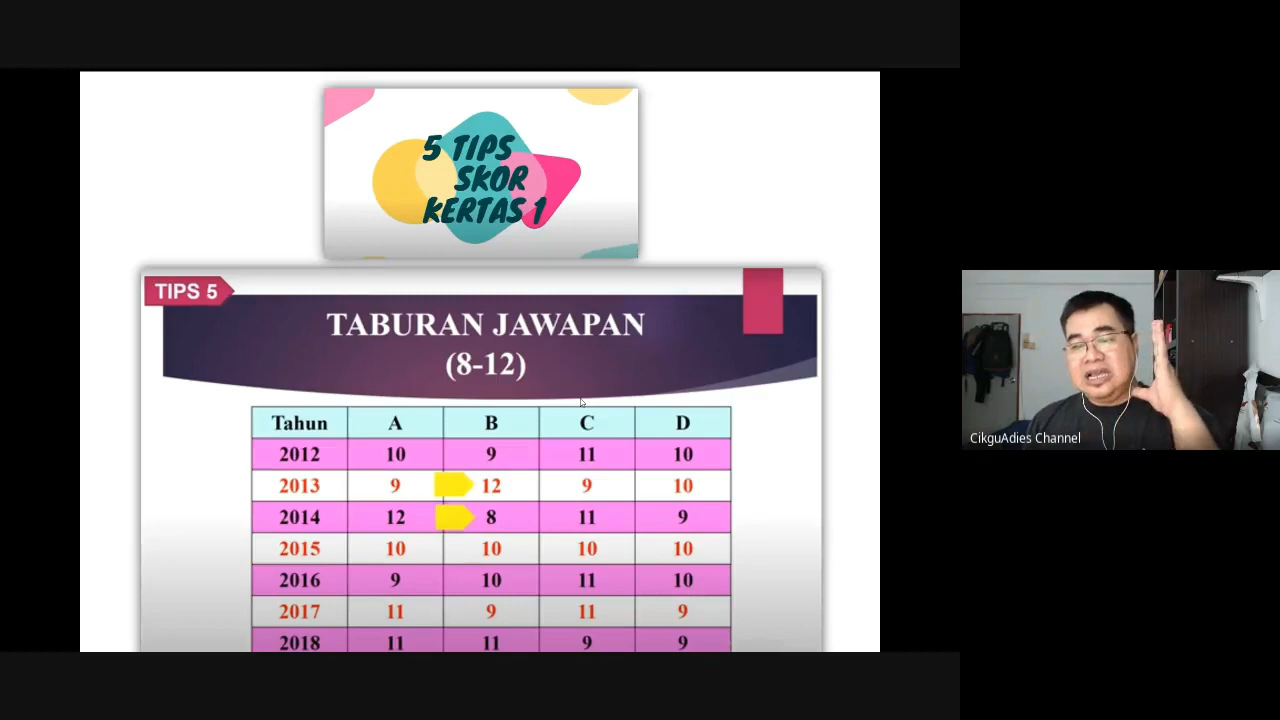 5 TIPS
SKOR
KERTAS 1
TIPS 5
TABURAN JAWAPAN
(8-12)
Tahun A B C D
2012 10 9 11 10
2013 9 12 9 10
2014 12 8 11 9
2015 10 10 10 10
2016 9 10 11 10
2017 11 9 11 9
2018 11 11 9 9
CikguAdies Channel